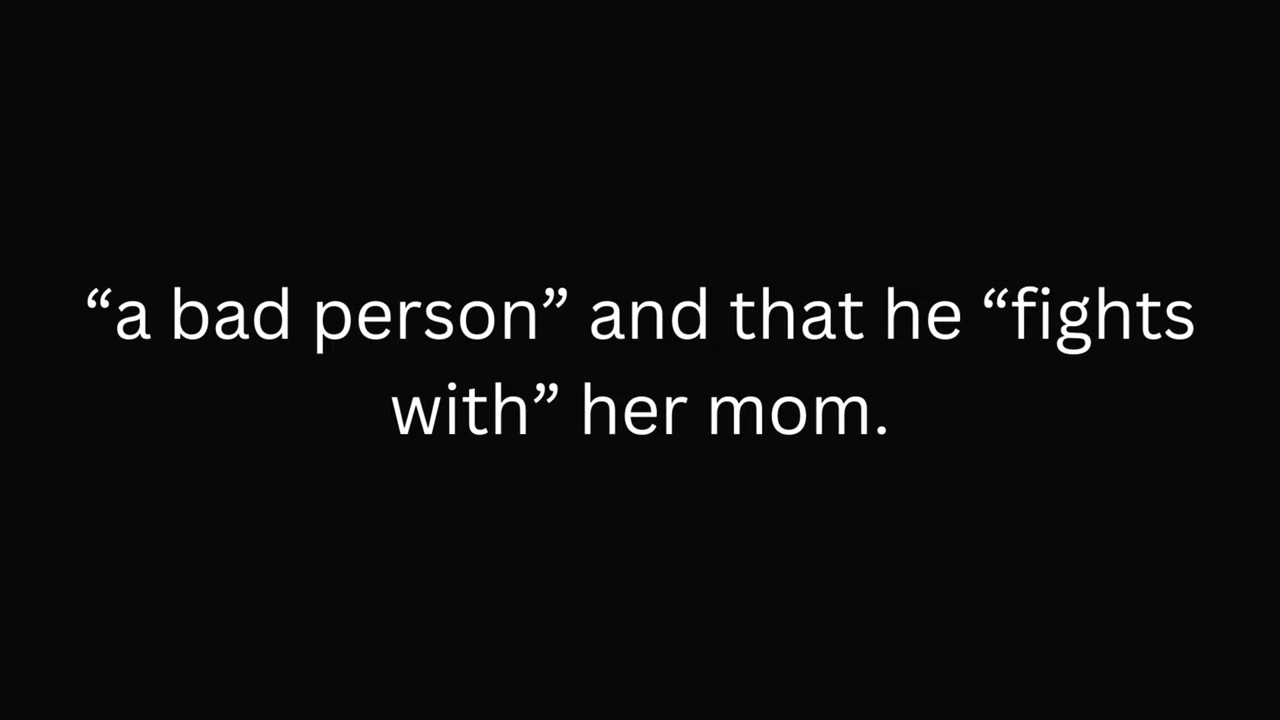 “a bad person” and that he “fights
with” her mom.